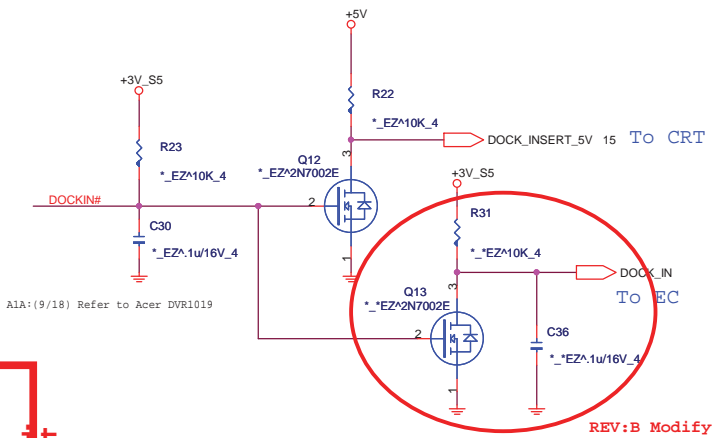 +5V
+3V_S5
R22
*_EZ^10K_4
DOCK_INSERT_5V 15 To CRT
R23
*_EZ^10K_4
Q12
*_EZ^2N7002E
3
2
1
+3V_S5
DOCKIN#
C30
*_EZ^.1u/16V_4
R31
*_*EZ^10K_4
DOCK_IN
To EC
A1A:(9/18) Refer to Acer DVR1019
Q13
*_*EZ^2N7002E
3
2
1
C36
*_*EZ^.1u/16V_4
REV:B Modify